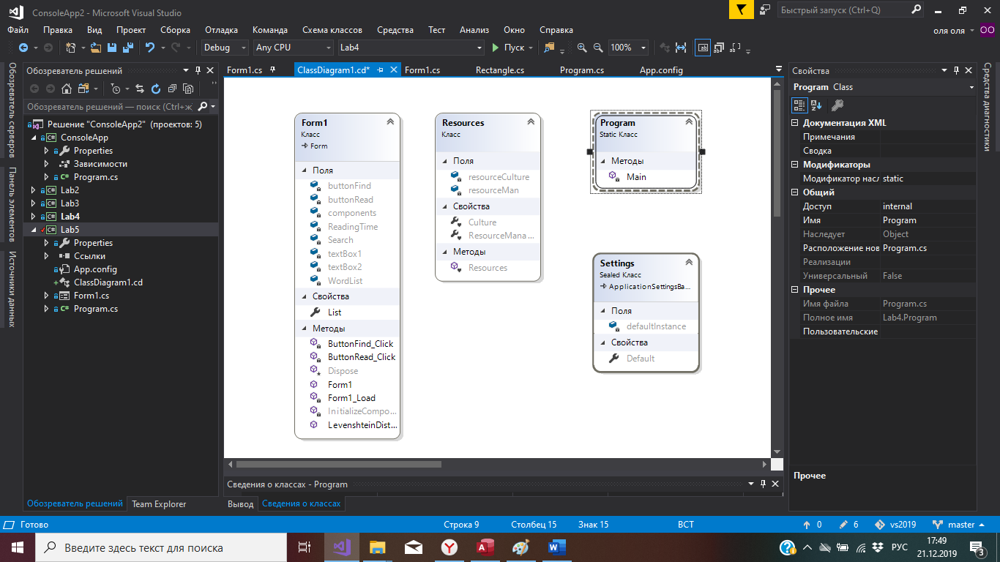 ConsoleApp2 - Microsoft Visual Studio
Быстрый запуск (Ctrl+Q)
Файл Правка Вид Проект Сборка Отладка Команда Схема классов Средства Тест Анализ Окно Справка
оля оля ОО
Debug Any CPU Lab4 Пуск 100%
Обозреватель серверов
Панель элементов
Источники данных
Обозреватель решений
Обозреватель решений — поиск (Ctrl+ж)
Решение "ConsoleApp2" (проектов: 5)
ConsoleApp
Properties
Зависимости
Program.cs
Lab2
Lab3
Lab4
Lab5
Properties
Ссылки
App.config
ClassDiagram1.cd
Form1.cs
Program.cs
Обозреватель решений Team Explorer
Form1.cs ClassDiagram1.cd* Form1.cs Rectangle.cs Program.cs App.config
Form1
Класс
Form
Поля
buttonFind
buttonRead
components
ReadingTime
Search
textBox1
textBox2
WordList
Свойства
List
Методы
ButtonFind_Click
ButtonRead_Click
Dispose
Form1
Form1_Load
InitializeCompo...
LevenshteinDist...
Resources
Класс
Поля
resourceCulture
resourceMan
Свойства
Culture
ResourceMana...
Методы
Resources
Program
Static Класс
Методы
Main
Settings
Sealed Класс
ApplicationSettingsBa...
Поля
defaultInstance
Свойства
Default
Сведения о классах - Program
Вывод Сведения о классах
Свойства
Program Class
Документация XML
Примечания
Сводка
Модификаторы
Модификатор насл static
Общий
Доступ internal
Имя Program
Наследует Object
Расположение нов Program.cs
Реализации
Универсальный False
Прочее
Имя файла Program.cs
Полное имя Lab4.Program
Пользовательские
Прочее
Средства диагностики
Готово Строка 9 Столбец 15 Знак 15 ВСТ 0 6 vs2019 master
Введите здесь текст для поиска
РУС
17:49
21.12.2019
3